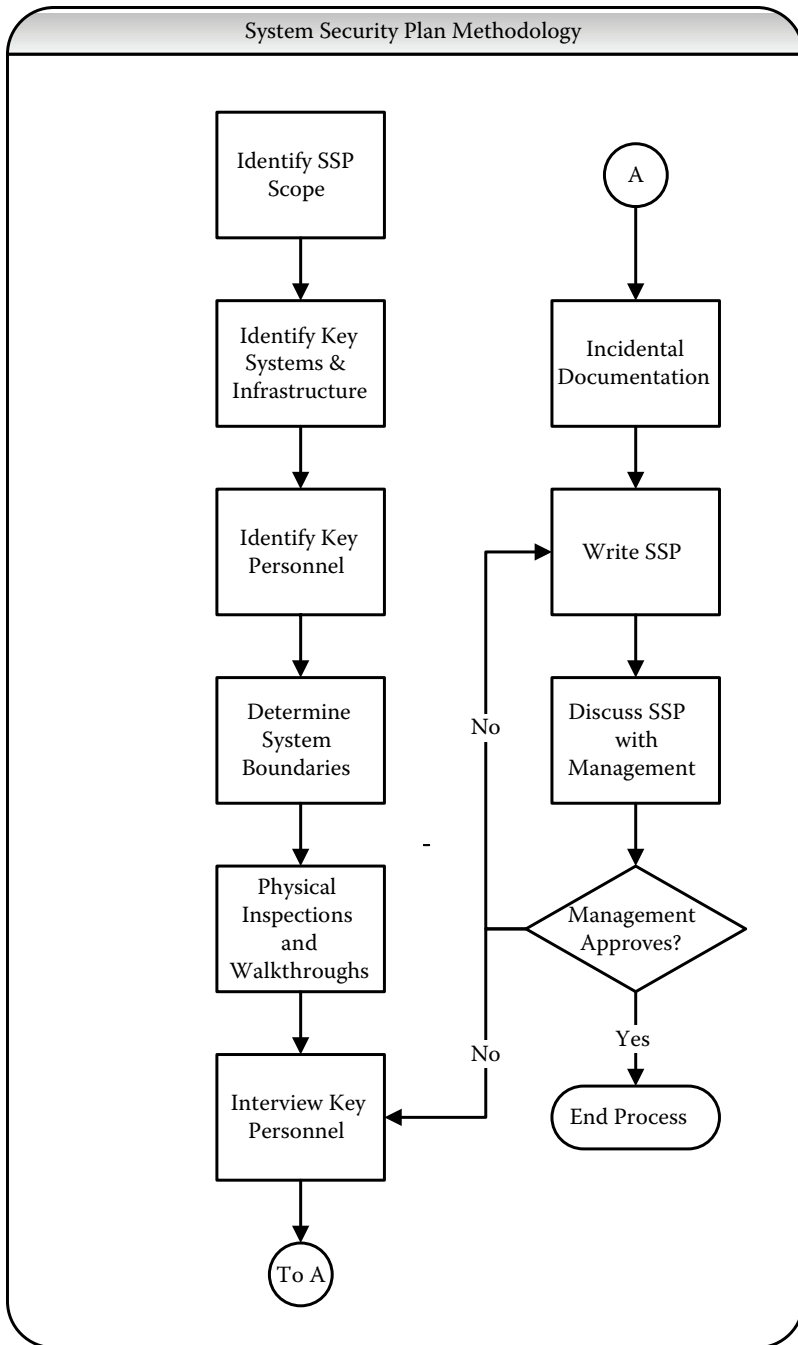 System Security Plan Methodology
Identify SSP
Scope
Identify Key
Systems &
Infrastructure
Identify Key
Personnel
Determine
System
Boundaries
Physical
Inspections
and
Walkthroughs
Interview Key
Personnel
To A
A
Incidental
Documentation
Write SSP
Discuss SSP
with
Management
Management
Approves?
No
No
Yes
End Process
-